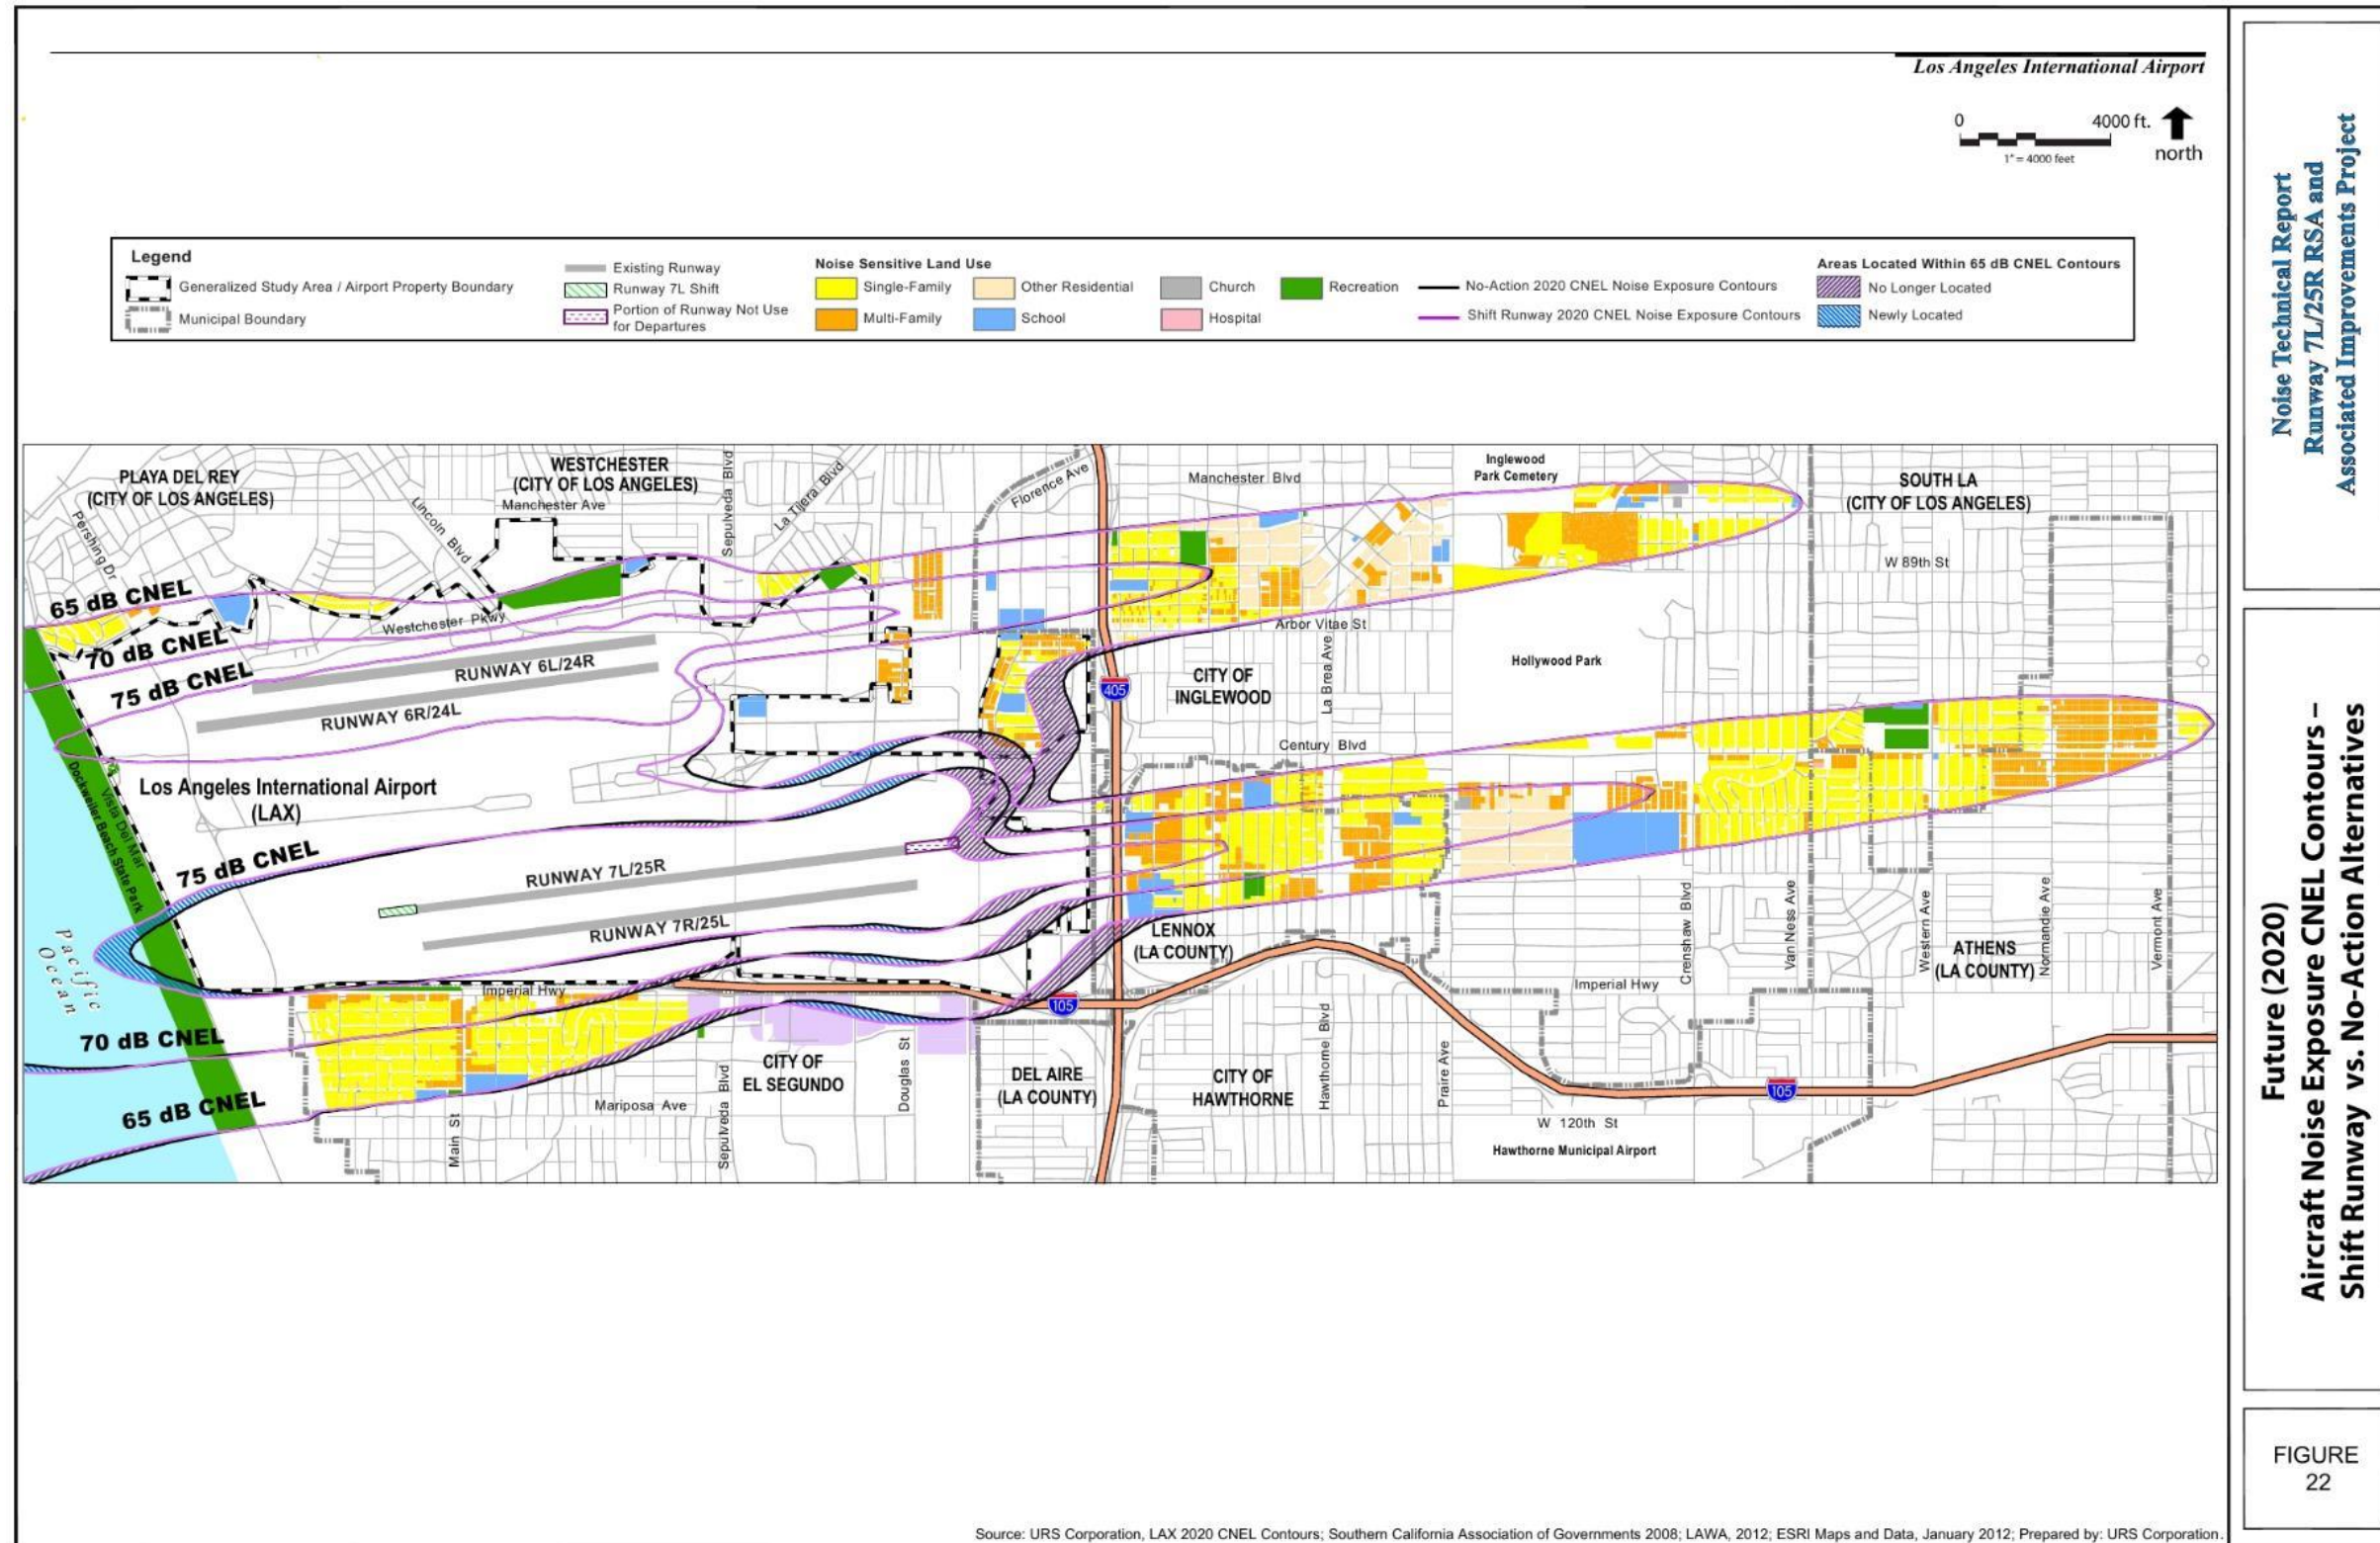 Los Angeles International Airport
0
4000 ft.
1" = 4000 feet
north
Legend
Generalized Study Area / Airport Property Boundary
Municipal Boundary
Existing Runway
Runway 7L Shift
Portion of Runway Not Use
for Departures
Noise Sensitive Land Use
Single-Family
Multi-Family
Other Residential
School
Church
Hospital
Recreation
No-Action 2020 CNEL Noise Exposure Contours
Shift Runway 2020 CNEL Noise Exposure Contours
Areas Located Within 65 dB CNEL Contours
No Longer Located
Newly Located
PLAYA DEL REY
(CITY OF LOS ANGELES)
Pershing Dr
Lincoln Blvd
WESTCHESTER
(CITY OF LOS ANGELES)
Manchester Ave
Sepulveda Blvd
La Tijera Blvd
Florence Ave
Manchester Blvd
Inglewood
Park Cemetery
SOUTH LA
(CITY OF LOS ANGELES)
W 89th St
65 dB CNEL
70 dB CNEL
75 dB CNEL
Westchester Pkwy
RUNWAY 6L/24R
RUNWAY 6R/24L
Arbor Vitae St
La Brea Ave
CITY OF
INGLEWOOD
405
Hollywood Park
Century Blvd
Los Angeles International Airport
(LAX)
Vista Del Mar
Dockweiler Beach State Park
75 dB CNEL
RUNWAY 7L/25R
RUNWAY 7R/25L
Pacific
Ocean
Imperial Hwy
LENNOX
(LA COUNTY)
105
Crenshaw Blvd
Van Ness Ave
Western Ave
ATHENS
(LA COUNTY)
Normandie Ave
Vermont Ave
Imperial Hwy
70 dB CNEL
65 dB CNEL
Main St
Mariposa Ave
Sepulveda Blvd
CITY OF
EL SEGUNDO
Douglas St
DEL AIRE
(LA COUNTY)
CITY OF
HAWTHORNE
Hawthorne Blvd
Praire Ave
105
W 120th St
Hawthorne Municipal Airport
Noise Technical Report
Runway 7L/25R RSA and
Associated Improvements Project
Future (2020)
Aircraft Noise Exposure CNEL Contours –
Shift Runway vs. No-Action Alternatives
FIGURE
22
Source: URS Corporation, LAX 2020 CNEL Contours; Southern California Association of Governments 2008; LAWA, 2012; ESRI Maps and Data, January 2012; Prepared by: URS Corporation.